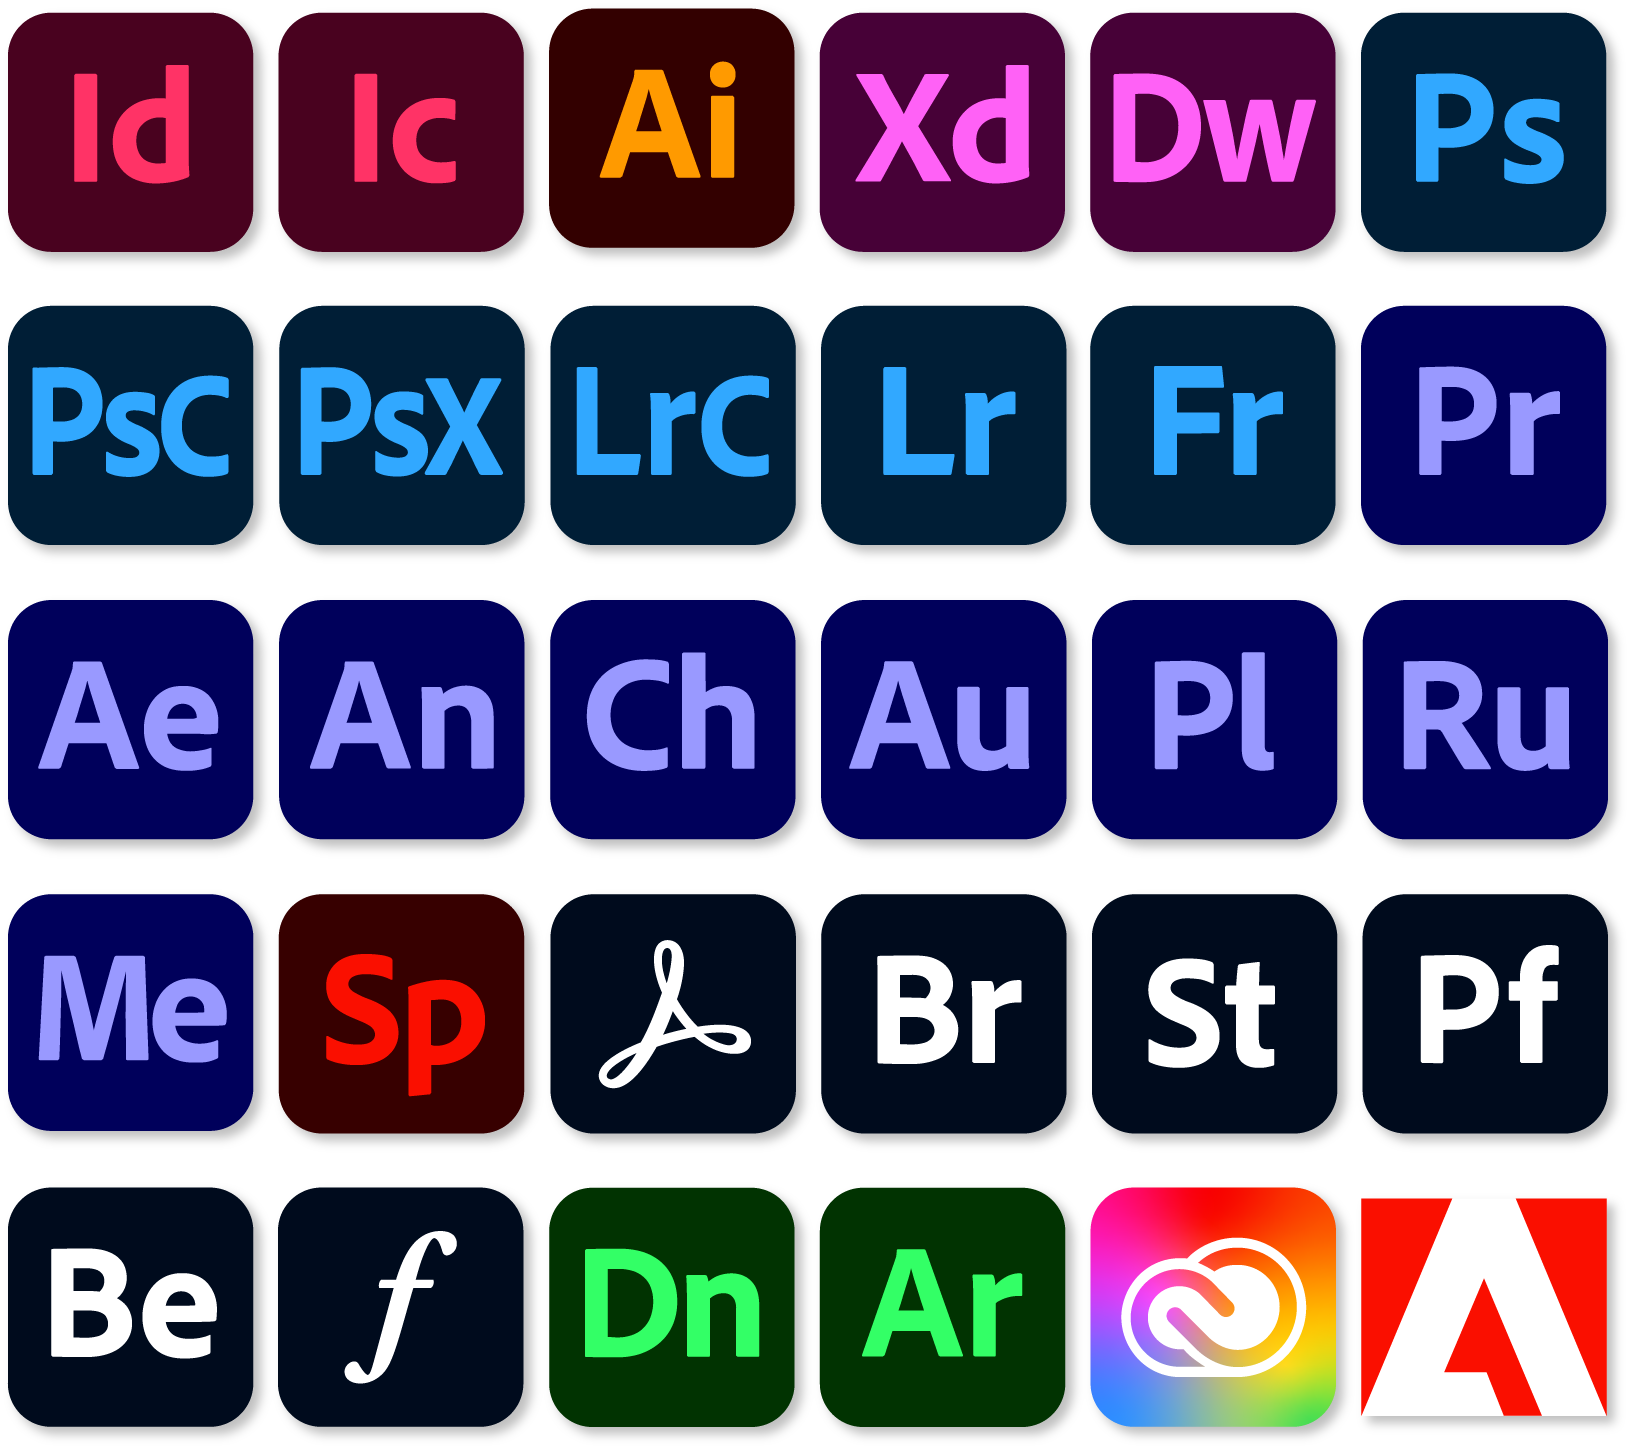 Id Ic Ai Xd Dw Ps
PsC PsX LrC Lr Fr Pr
Ae An Ch Au Pl Ru
Me Sp Br St Pf
Be f Dn Ar